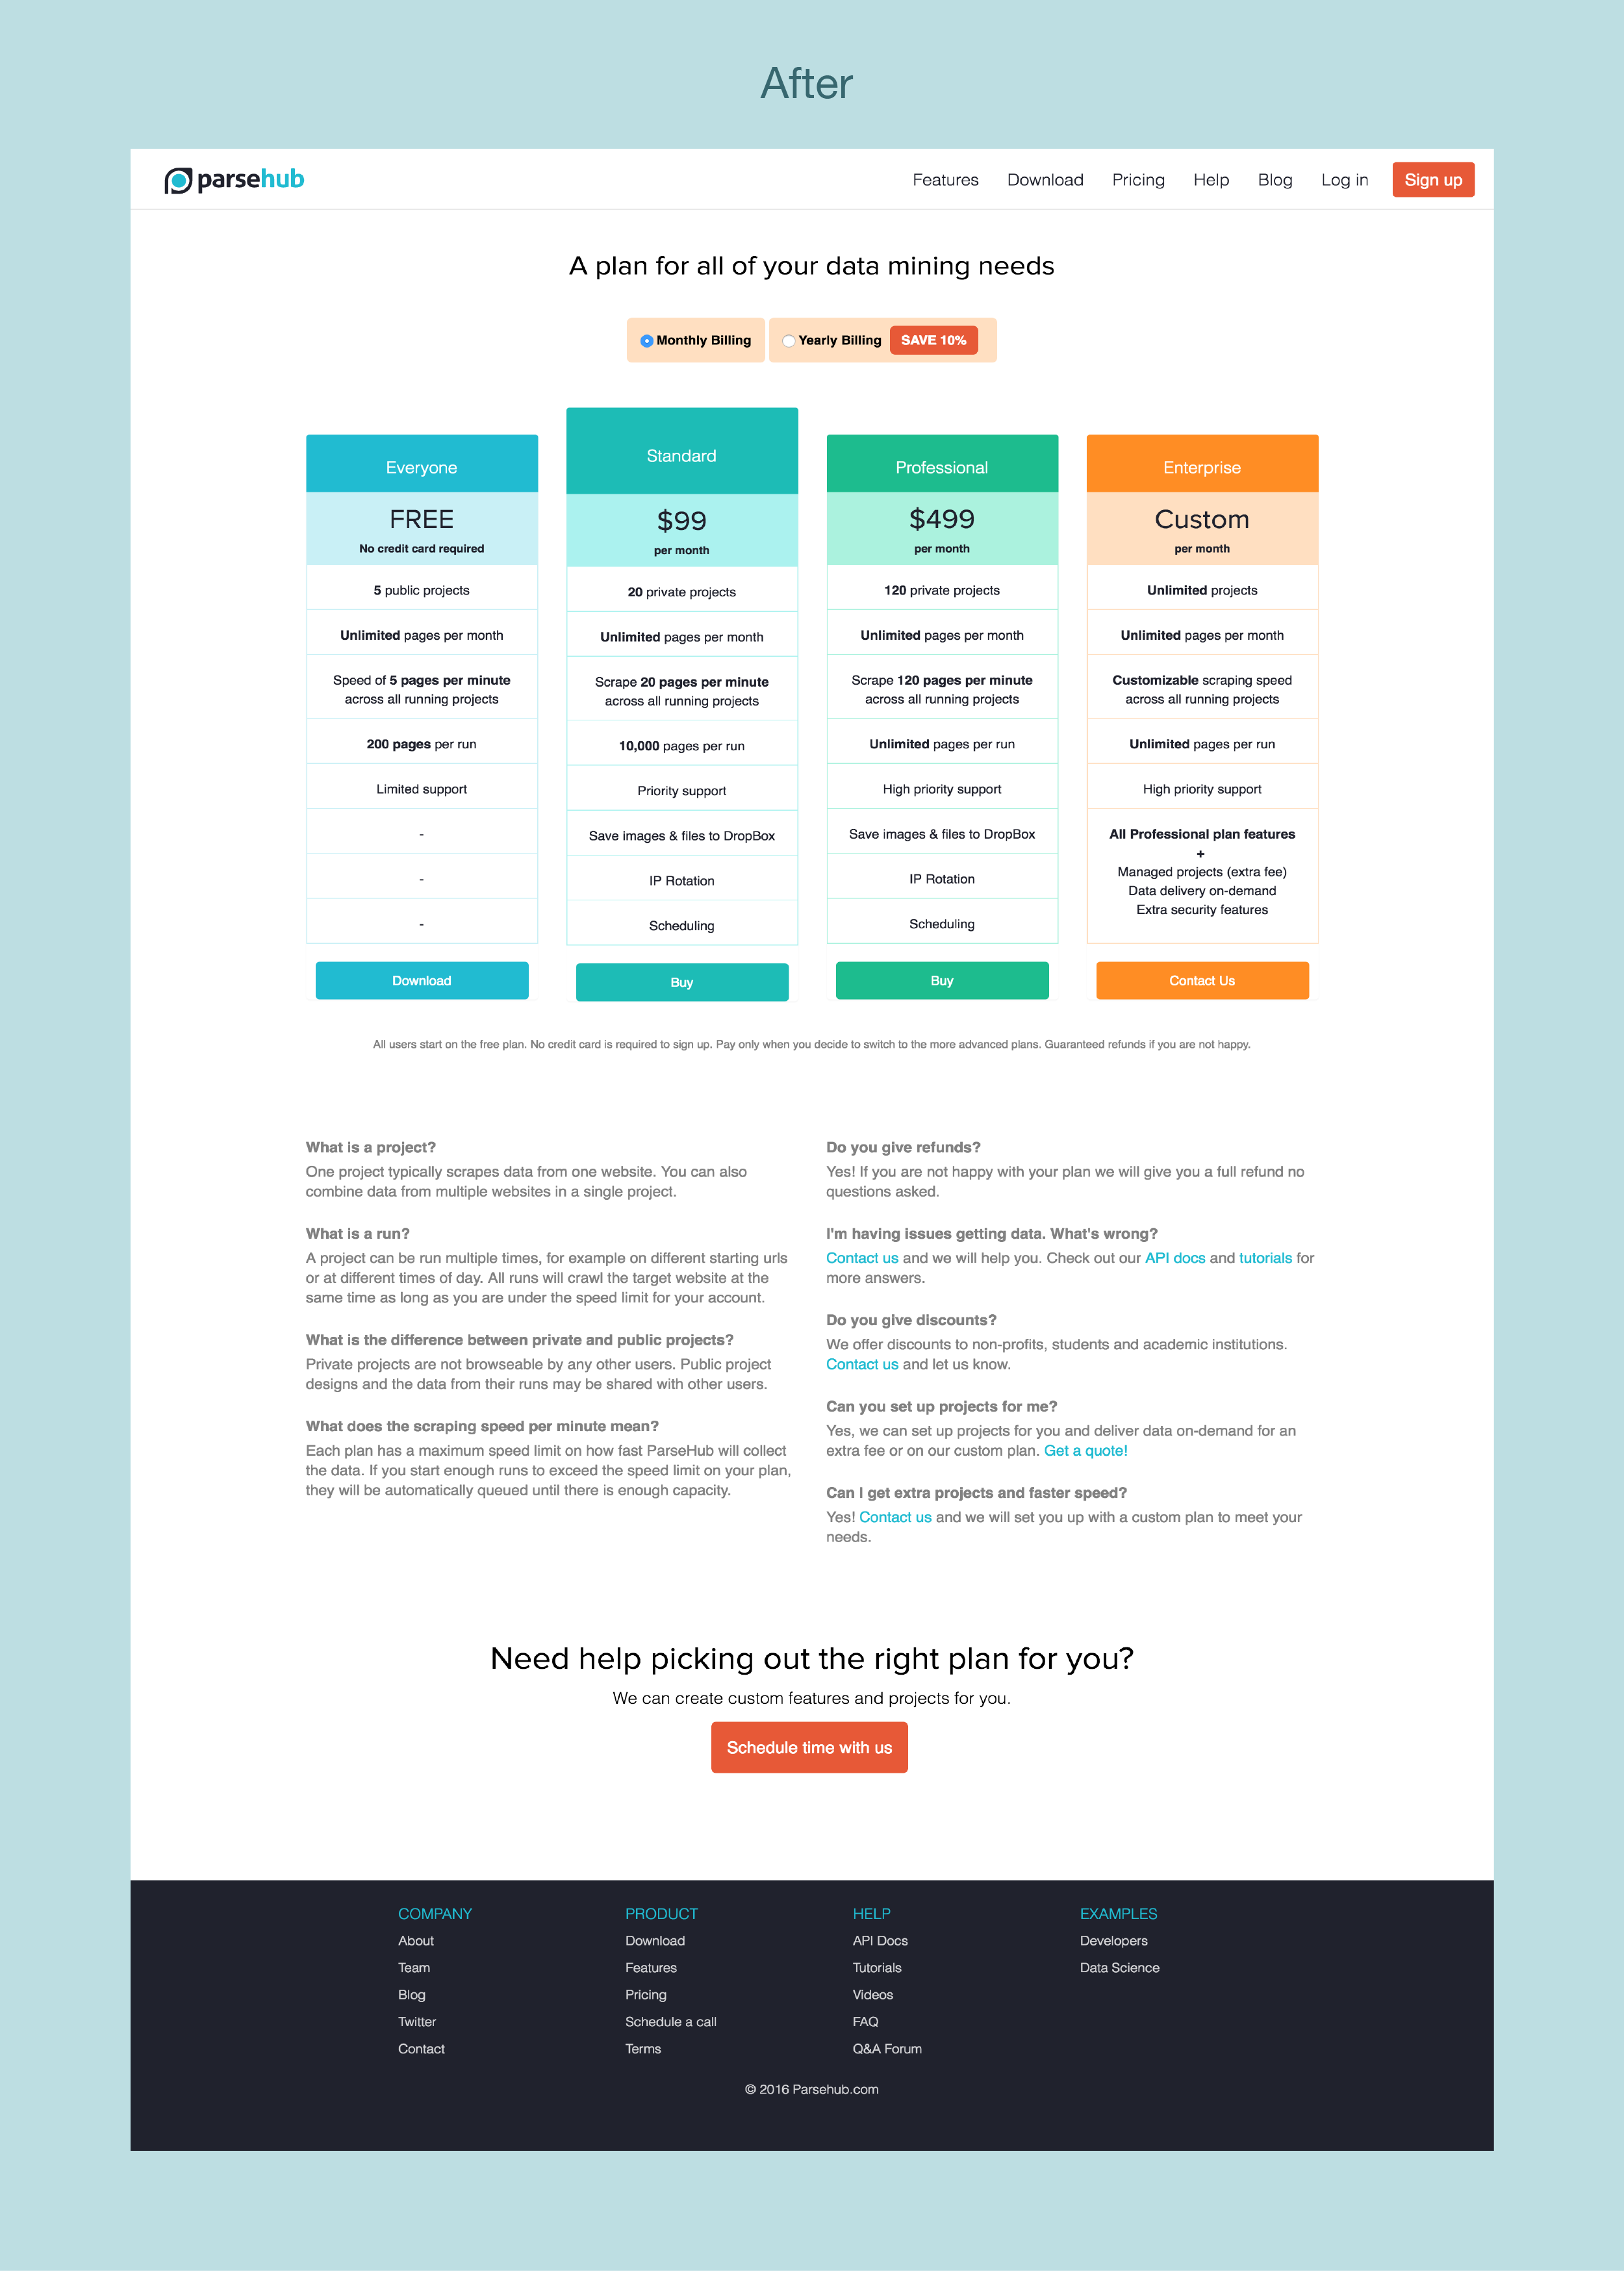 After
parsehub
Features Download Pricing Help Blog Log in Sign up
A plan for all of your data mining needs
Monthly Billing Yearly Billing SAVE 10%
Everyone
FREE
No credit card required
5 public projects
Unlimited pages per month
Speed of 5 pages per minute
across all running projects
200 pages per run
Limited support
-
-
-
Download
Standard
$99
per month
20 private projects
Unlimited pages per month
Scrape 20 pages per minute
across all running projects
10,000 pages per run
Priority support
Save images & files to DropBox
IP Rotation
Scheduling
Buy
Professional
$499
per month
120 private projects
Unlimited pages per month
Scrape 120 pages per minute
across all running projects
Unlimited pages per run
High priority support
Save images & files to DropBox
IP Rotation
Scheduling
Buy
Enterprise
Custom
per month
Unlimited projects
Unlimited pages per month
Customizable scraping speed
across all running projects
Unlimited pages per run
High priority support
All Professional plan features
+
Managed projects (extra fee)
Data delivery on-demand
Extra security features
Contact Us
All users start on the free plan. No credit card is required to sign up. Pay only when you decide to switch to the more advanced plans. Guaranteed refunds if you are not happy.
What is a project?
One project typically scrapes data from one website. You can also
combine data from multiple websites in a single project.
What is a run?
A project can be run multiple times, for example on different starting urls
or at different times of day. All runs will crawl the target website at the
same time as long as you are under the speed limit for your account.
What is the difference between private and public projects?
Private projects are not browseable by any other users. Public project
designs and the data from their runs may be shared with other users.
What does the scraping speed per minute mean?
Each plan has a maximum speed limit on how fast ParseHub will collect
the data. If you start enough runs to exceed the speed limit on your plan,
they will be automatically queued until there is enough capacity.
Do you give refunds?
Yes! If you are not happy with your plan we will give you a full refund no
questions asked.
I'm having issues getting data. What's wrong?
Contact us and we will help you. Check out our API docs and tutorials for
more answers.
Do you give discounts?
We offer discounts to non-profits, students and academic institutions.
Contact us and let us know.
Can you set up projects for me?
Yes, we can set up projects for you and deliver data on-demand for an
extra fee or on our custom plan. Get a quote!
Can I get extra projects and faster speed?
Yes! Contact us and we will set you up with a custom plan to meet your
needs.
Need help picking out the right plan for you?
We can create custom features and projects for you.
Schedule time with us
COMPANY
About
Team
Blog
Twitter
Contact
PRODUCT
Download
Features
Pricing
Schedule a call
Terms
HELP
API Docs
Tutorials
Videos
FAQ
Q&A Forum
EXAMPLES
Developers
Data Science
© 2016 Parsehub.com